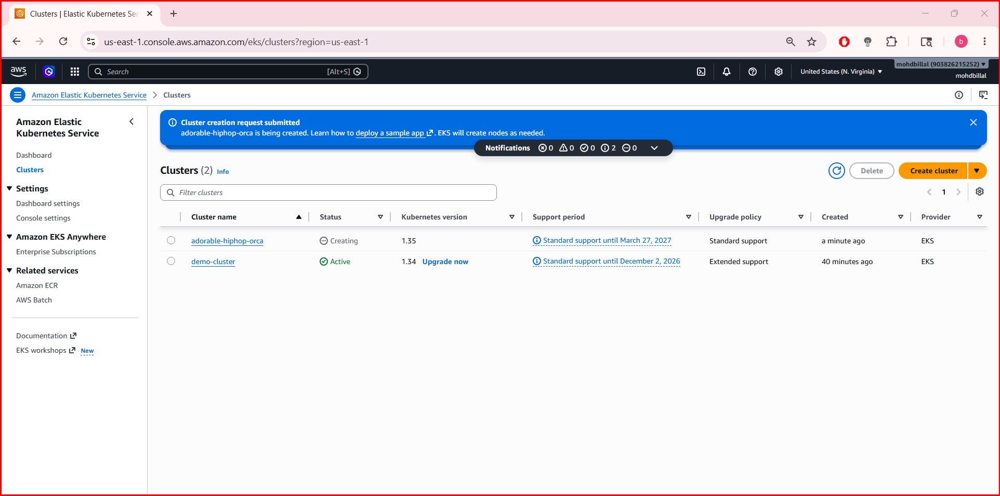 Clusters | Elastic Kubernetes Ser
us-east-1.console.aws.amazon.com/eks/clusters?region=us-east-1
b
aws
Search [Alt+S]
United States (N. Virginia)
mohdbillal (903826215252)
mohdbillal
Amazon Elastic Kubernetes Service > Clusters
Amazon Elastic
Kubernetes Service
Dashboard
Clusters
Settings
Dashboard settings
Console settings
Amazon EKS Anywhere
Enterprise Subscriptions
Related services
Amazon ECR
AWS Batch
Documentation
EKS workshops New
Cluster creation request submitted
adorable-hiphop-orca is being created. Learn how to deploy a sample app. EKS will create nodes as needed.
Notifications 0 0 0 2 0
Clusters (2) Info
Delete
Create cluster
Filter clusters
1
Cluster name Status Kubernetes version Support period Upgrade policy Created Provider
adorable-hiphop-orca Creating 1.35 Standard support until March 27, 2027 Standard support a minute ago EKS
demo-cluster Active 1.34 Upgrade now Standard support until December 2, 2026 Extended support 40 minutes ago EKS